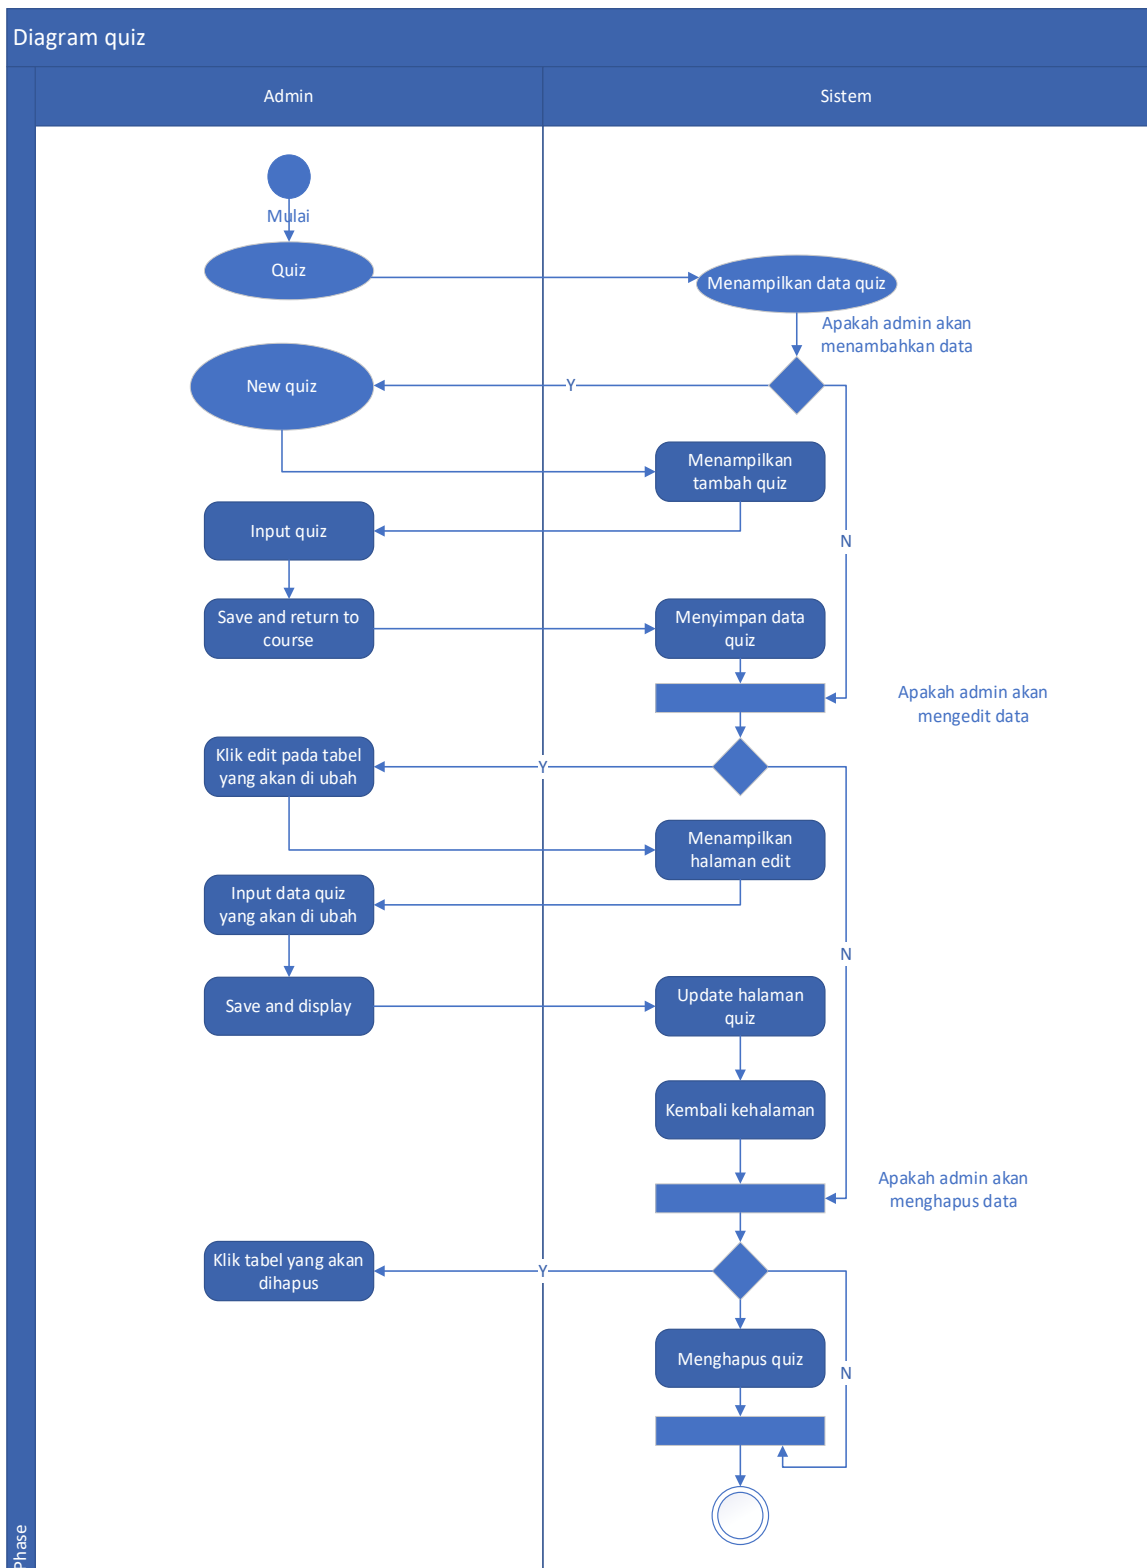 Diagram quiz
Admin
Sistem
Mulai
Quiz
Menampilkan data quiz
Apakah admin akan
menambahkan data
New quiz
Y
Menampilkan
tambah quiz
Input quiz
N
Save and return to
course
Menyimpan data
quiz
Apakah admin akan
mengedit data
Klik edit pada tabel
yang akan di ubah
Y
Menampilkan
halaman edit
Input data quiz
yang akan di ubah
N
Save and display
Update halaman
quiz
Kembali kehalaman
Apakah admin akan
menghapus data
Klik tabel yang akan
dihapus
Y
Menghapus quiz
N
Phase